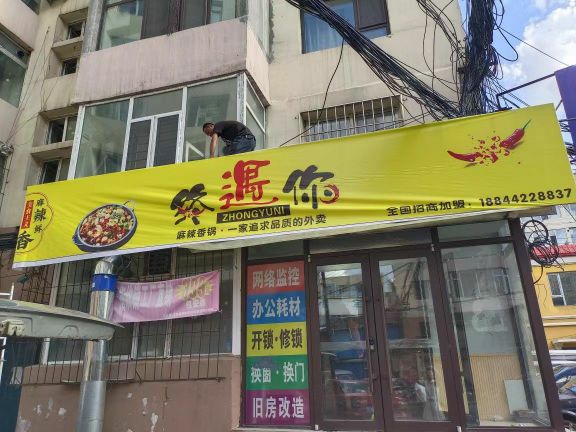 麻辣鲜香
终遇你
ZHONGYUNI
麻辣香锅·一家追求品质的外卖
全国招商加盟:18844228837
网络监控
办公耗材
开锁·修锁
换窗·换门
旧房改造